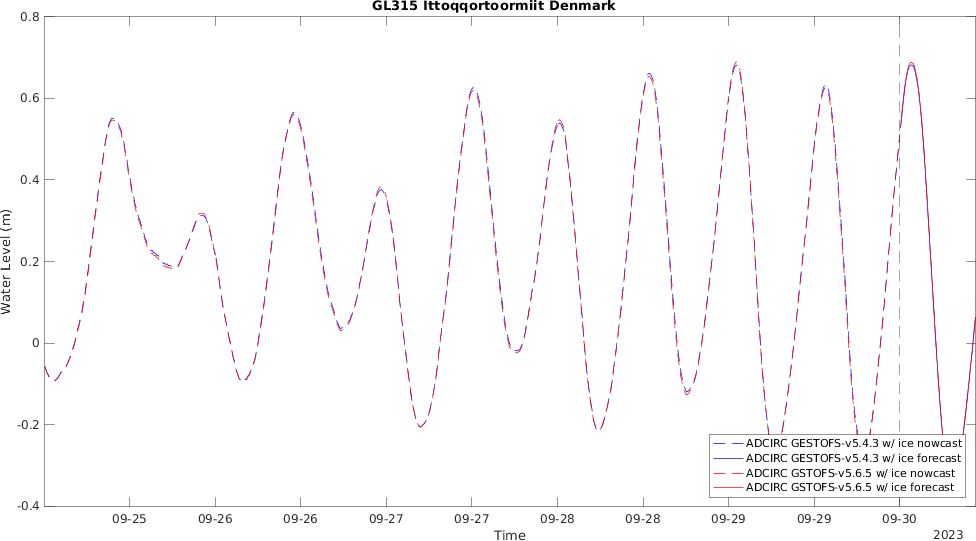 GL315 Ittoqqortoormiit Denmark
0.8
0.6
0.4
0.2
0
-0.2
-0.4
Water Level (m)
ADCIRC GESTOFS-v5.4.3 w/ ice nowcast
ADCIRC GESTOFS-v5.4.3 w/ ice forecast
ADCIRC GSTOFS-v5.6.5 w/ ice nowcast
ADCIRC GSTOFS-v5.6.5 w/ ice forecast
09-25 09-26 09-26 09-27 09-27 09-28 09-28 09-29 09-29 09-30
Time
2023